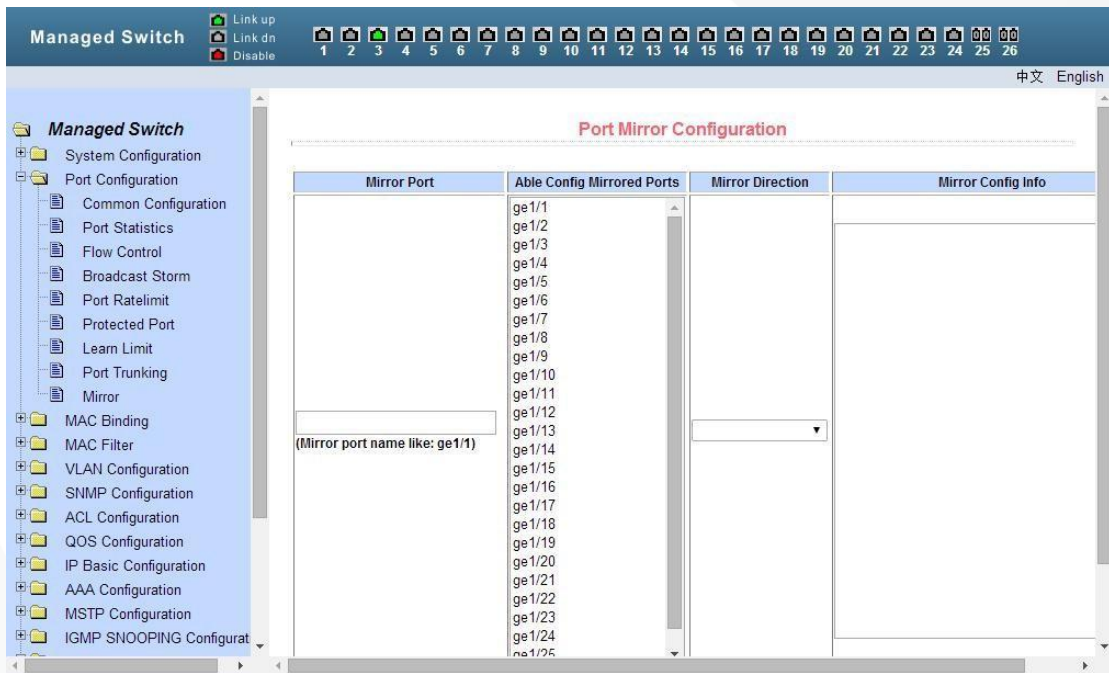 Managed Switch
Link up
Link dn
Disable
1 2 3 4 5 6 7 8 9 10 11 12 13 14 15 16 17 18 19 20 21 22 23 24 25 26
中文 English
Managed Switch
System Configuration
Port Configuration
Common Configuration
Port Statistics
Flow Control
Broadcast Storm
Port Ratelimit
Protected Port
Learn Limit
Port Trunking
Mirror
MAC Binding
MAC Filter
VLAN Configuration
SNMP Configuration
ACL Configuration
QOS Configuration
IP Basic Configuration
AAA Configuration
MSTP Configuration
IGMP SNOOPING Configurat
Port Mirror Configuration
Mirror Port Able Config Mirrored Ports Mirror Direction Mirror Config Info
(Mirror port name like: ge1/1)
ge1/1
ge1/2
ge1/3
ge1/4
ge1/5
ge1/6
ge1/7
ge1/8
ge1/9
ge1/10
ge1/11
ge1/12
ge1/13
ge1/14
ge1/15
ge1/16
ge1/17
ge1/18
ge1/19
ge1/20
ge1/21
ge1/22
ge1/23
ge1/24
ge1/25